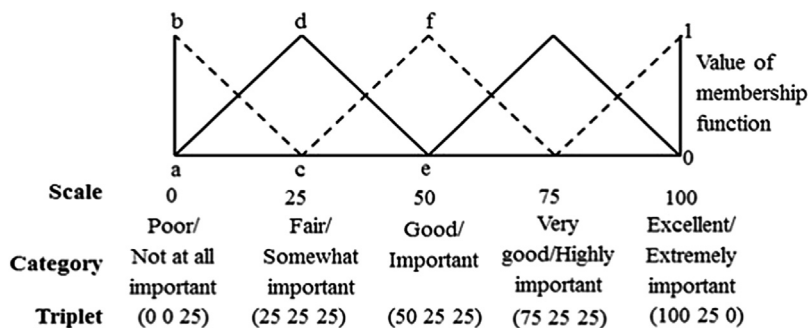 b d f 1
Value of
membership
function
a c e 0
Scale 0 25 50 75 100
Poor/ Fair/ Good/ Very Excellent/
Category Not at all Somewhat Important good/Highly Extremely
important important important important
Triplet (0 0 25) (25 25 25) (50 25 25) (75 25 25) (100 25 0)